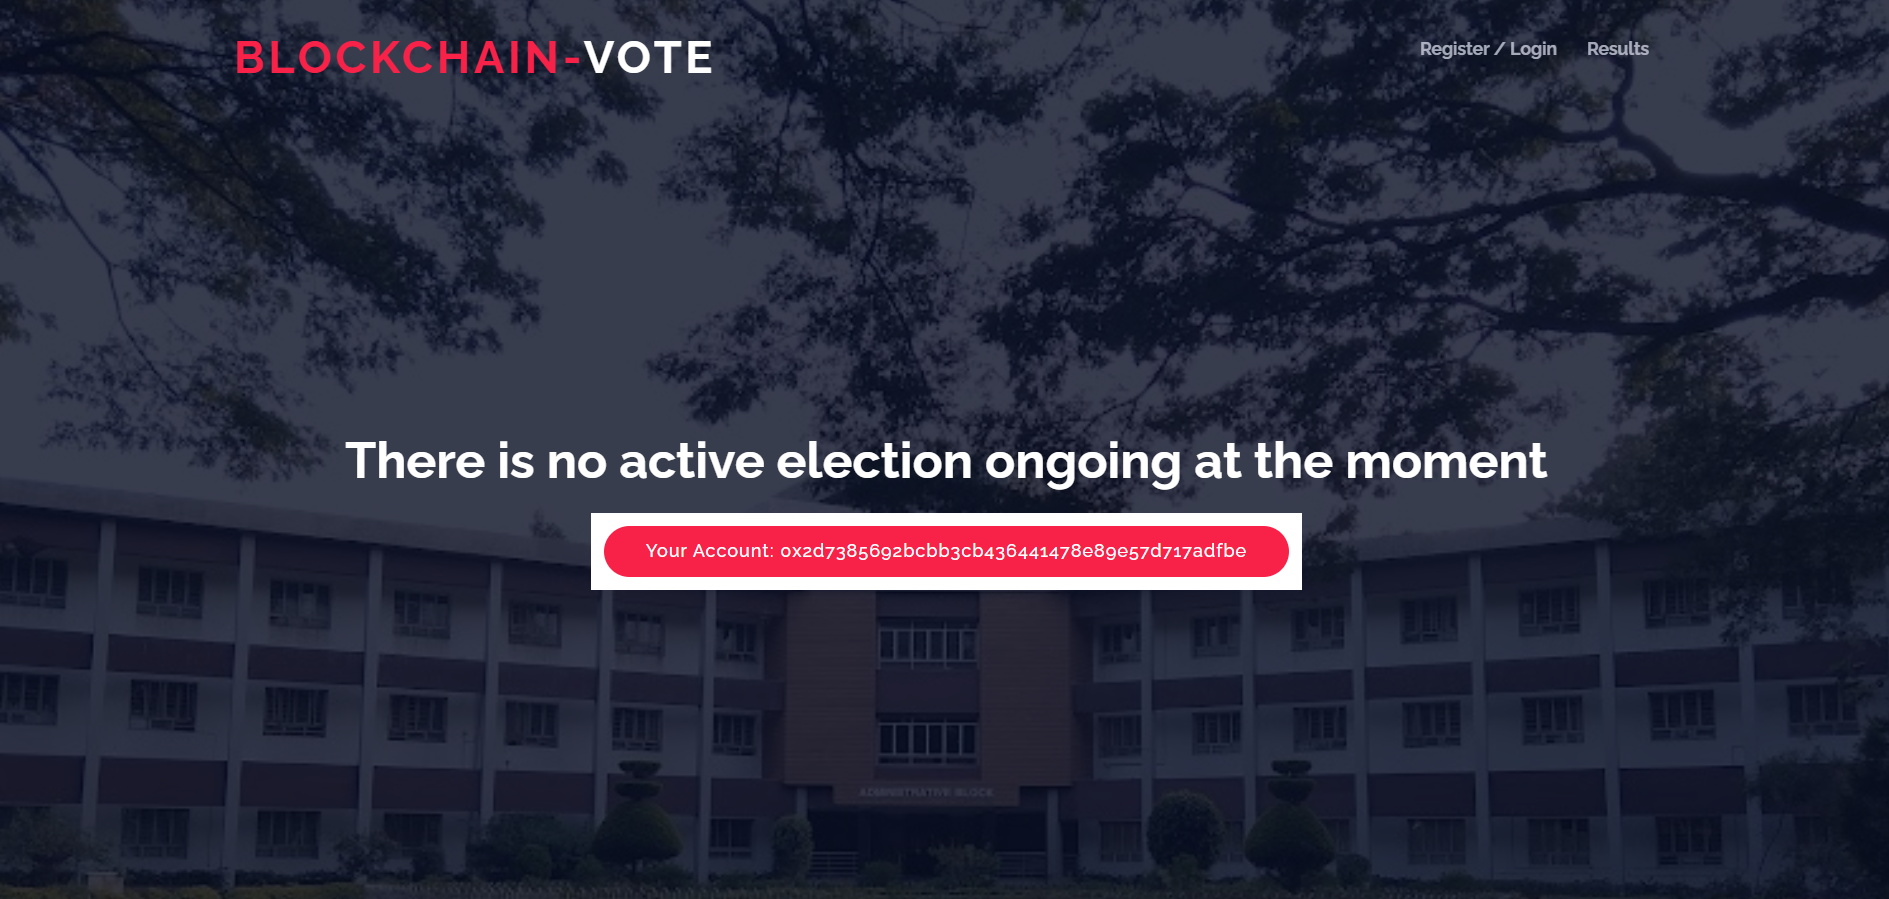 BLOCKCHAIN-VOTE
Register / Login
Results
There is no active election ongoing at the moment
Your Account: 0x2d7385692bcbb3cb436441478e89e57d717adfbe
ADMINISTRATIVE BLOCK